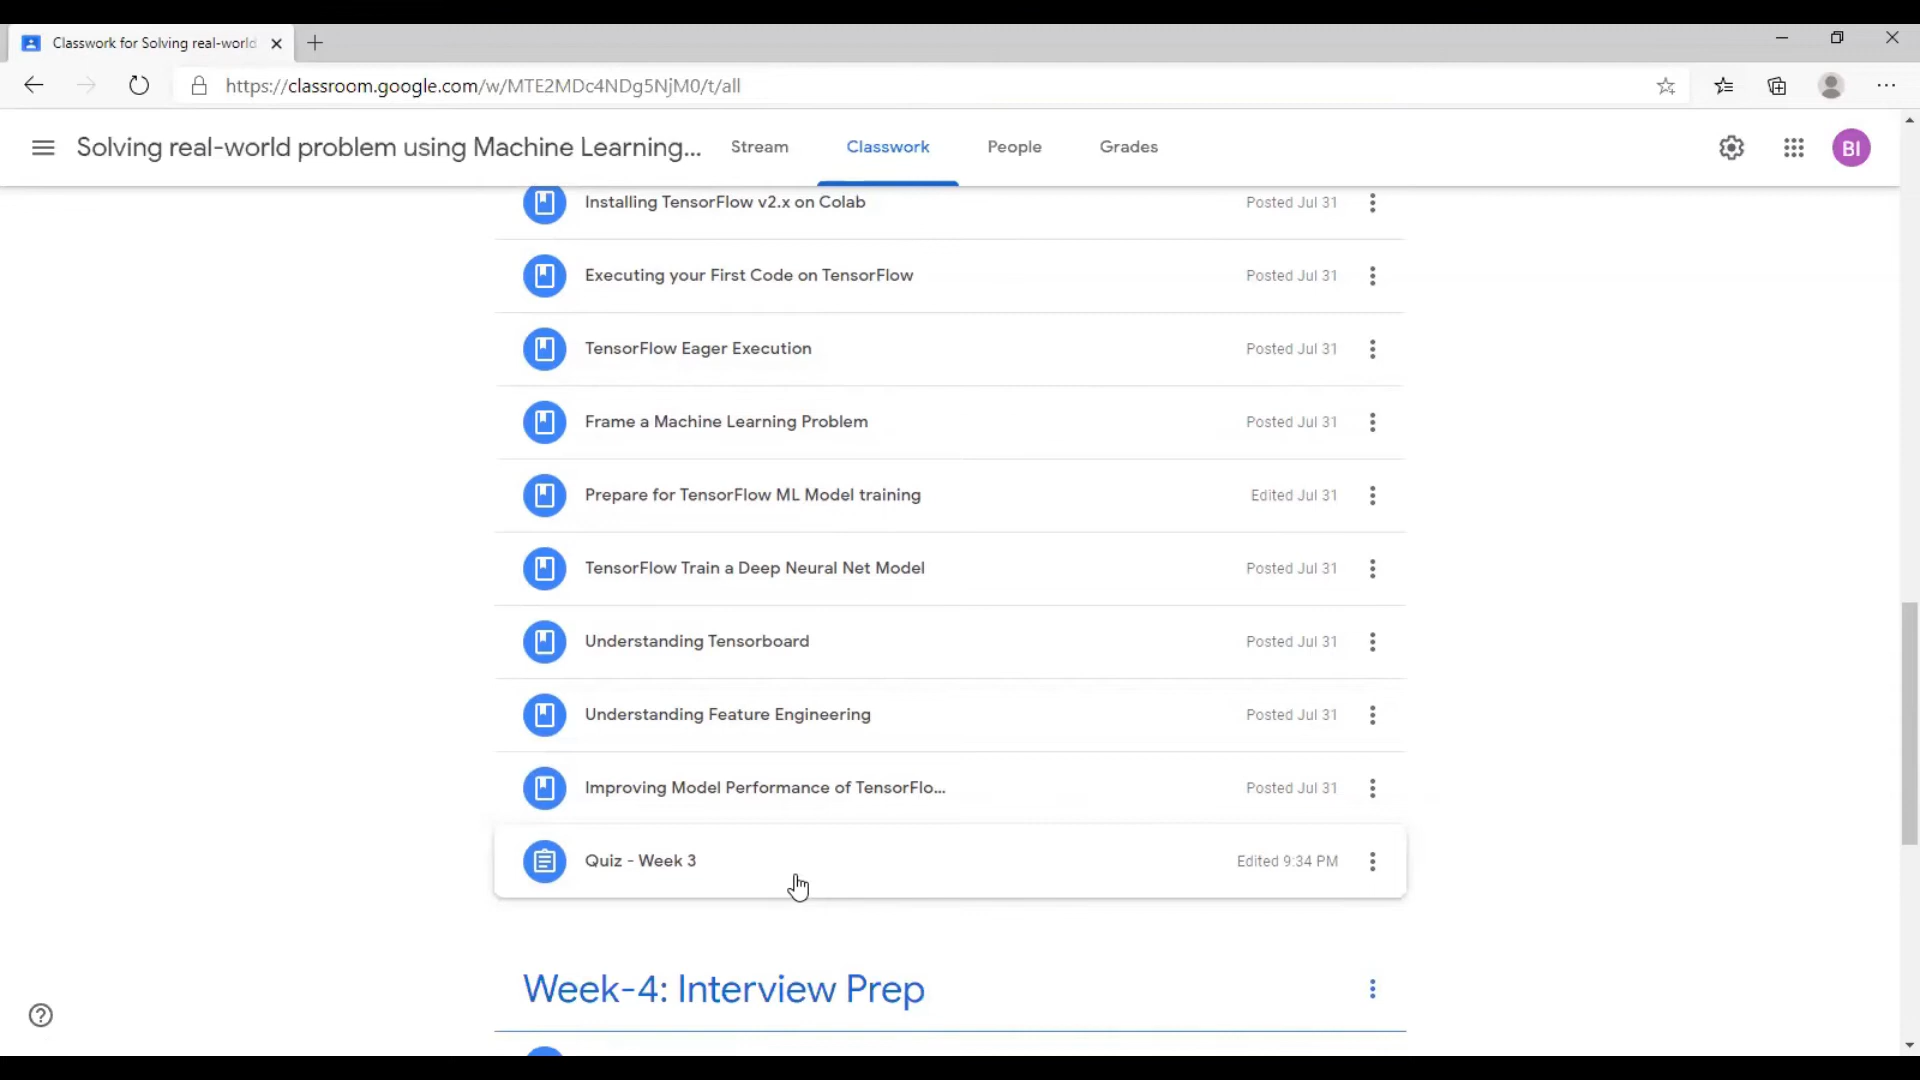 Classwork for Solving real-world
https://classroom.google.com/w/MTE2MDc4NDg5NjM0/t/all
Solving real-world problem using Machine Learning...
Stream
Classwork
People
Grades
BI
Installing TensorFlow v2.x on Colab
Posted Jul 31
Executing your First Code on TensorFlow
Posted Jul 31
TensorFlow Eager Execution
Posted Jul 31
Frame a Machine Learning Problem
Posted Jul 31
Prepare for TensorFlow ML Model training
Edited Jul 31
TensorFlow Train a Deep Neural Net Model
Posted Jul 31
Understanding Tensorboard
Posted Jul 31
Understanding Feature Engineering
Posted Jul 31
Improving Model Performance of TensorFlo...
Posted Jul 31
Quiz - Week 3
Edited 9:34 PM
Week-4: Interview Prep